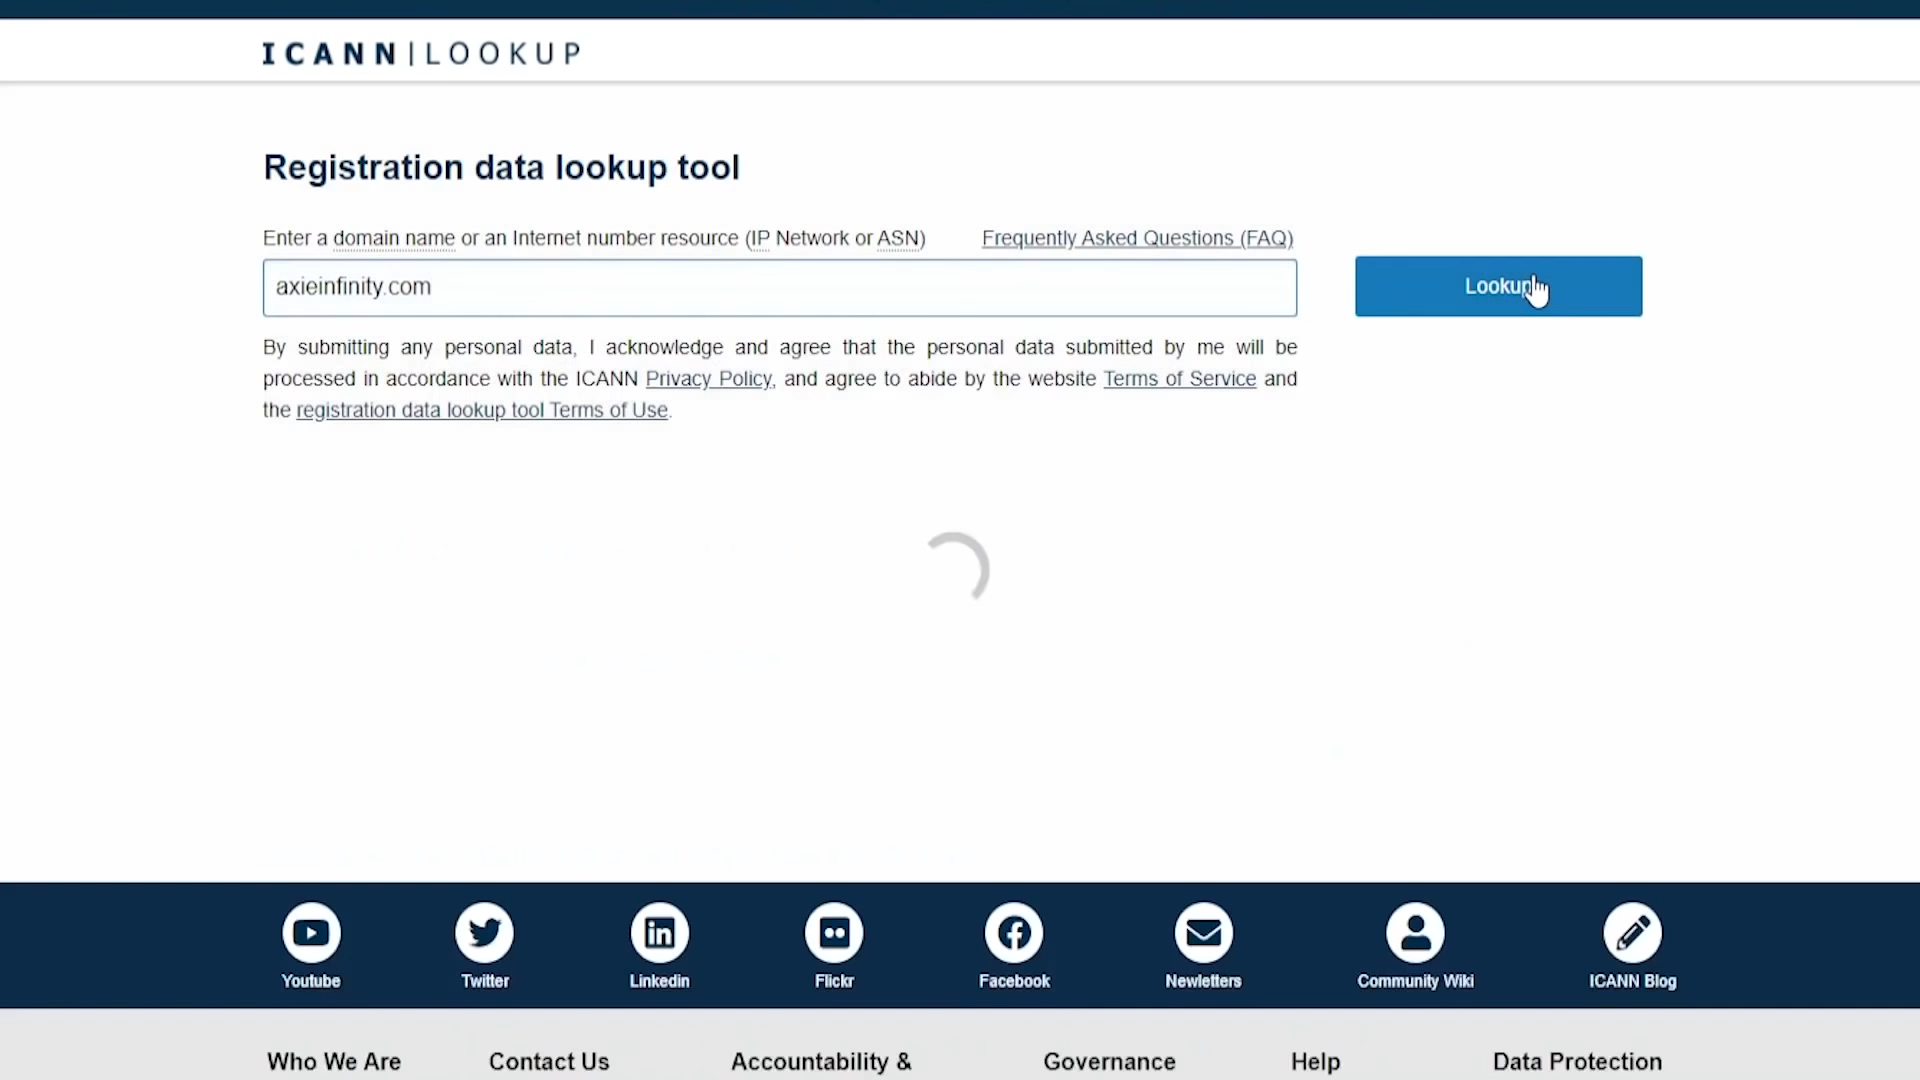 ICANN|LOOKUP
Registration data lookup tool
Enter a domain name or an Internet number resource (IP Network or ASN) Frequently Asked Questions (FAQ)
axieinfinity.com
Lookup
By submitting any personal data, I acknowledge and agree that the personal data submitted by me will be
processed in accordance with the ICANN Privacy Policy, and agree to abide by the website Terms of Service and
the registration data lookup tool Terms of Use.
Youtube Twitter Linkedin Flickr Facebook Newletters Community Wiki ICANN Blog
Who We Are Contact Us Accountability & Governance Help Data Protection